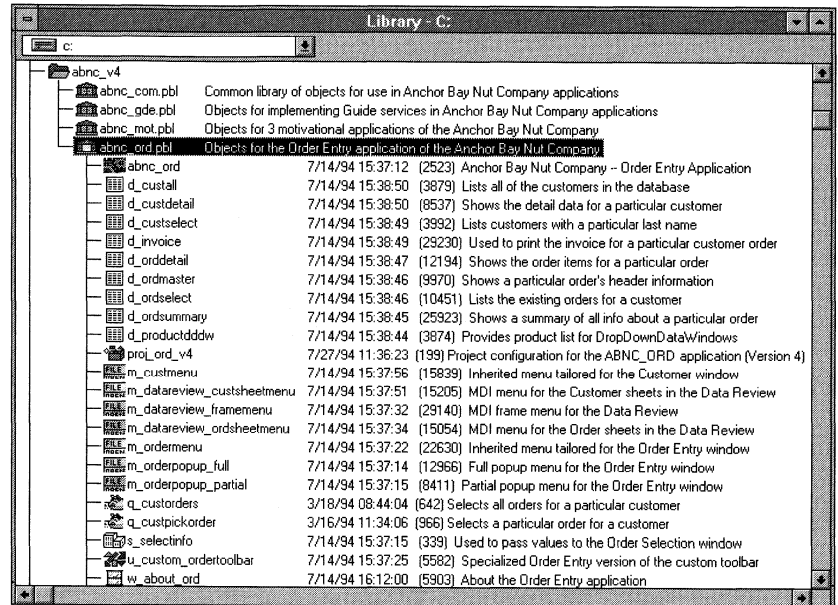 Library - C:
c:
abnc_v4
abnc_com.pbl Common library of objects for use in Anchor Bay Nut Company applications
abnc_gde.pbl Objects for implementing Guide services in Anchor Bay Nut Company applications
abnc_mot.pbl Objects for 3 motivational applications of the Anchor Bay Nut Company
abnc_ord.pbl Objects for the Order Entry application of the Anchor Bay Nut Company
abnc_ord 7/14/94 15:37:12 (2523) Anchor Bay Nut Company -- Order Entry Application
d_custall 7/14/94 15:38:50 (3879) Lists all of the customers in the database
d_custdetail 7/14/94 15:38:50 (8537) Shows the detail data for a particular customer
d_custselect 7/14/94 15:38:49 (3992) Lists customers with a particular last name
d_invoice 7/14/94 15:38:49 (29230) Used to print the invoice for a particular customer order
d_orddetail 7/14/94 15:38:47 (12194) Shows the order items for a particular order
d_ordmaster 7/14/94 15:38:46 (9970) Shows a particular order's header information
d_ordselect 7/14/94 15:38:46 (10451) Lists the existing orders for a customer
d_ordsummary 7/14/94 15:38:45 (25923) Shows a summary of all info about a particular order
d_productdddw 7/14/94 15:38:44 (3874) Provides product list for DropDownDataWindows
proj_ord_v4 7/27/94 11:36:23 (199) Project configuration for the ABNC_ORD application (Version 4)
m_custmenu 7/14/94 15:37:56 (15839) Inherited menu tailored for the Customer window
m_datareview_custsheetmenu 7/14/94 15:37:51 (15205) MDI menu for the Customer sheets in the Data Review
m_datareview_framemenu 7/14/94 15:37:32 (29140) MDI frame menu for the Data Review
m_datareview_ordsheetmenu 7/14/94 15:37:34 (15054) MDI menu for the Order sheets in the Data Review
m_ordermenu 7/14/94 15:37:22 (22630) Inherited menu tailored for the Order Entry window
m_orderpopup_full 7/14/94 15:37:14 (12966) Full popup menu for the Order Entry window
m_orderpopup_partial 7/14/94 15:37:15 (8411) Partial popup menu for the Order Entry window
q_custorders 3/18/94 08:44:04 (642) Selects all orders for a particular customer
q_custpickorder 3/16/94 11:34:06 (966) Selects a particular order for a customer
s_selectinfo 7/14/94 15:37:15 (339) Used to pass values to the Order Selection window
u_custom_ordertoolbar 7/14/94 15:37:25 (5582) Specialized Order Entry version of the custom toolbar
w_about_ord 7/14/94 16:12:00 (5903) About the Order Entry application